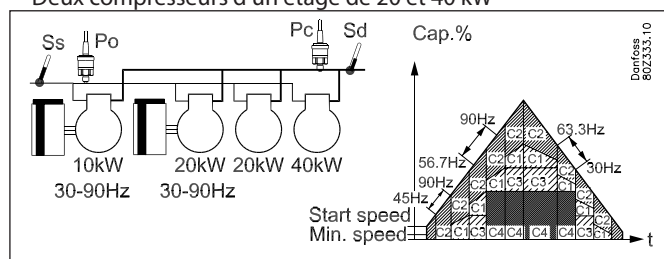 Deux compresseurs d'un étage de 20 et 40 kW
Ss Po Pc Sd Cap.%
Danfoss
80Z333.10
90Hz C2 C2 63.3Hz
56.7Hz C2 C1 C1 C2 30Hz
90Hz C2 C3 C3 C2
45Hz C2 C1 C1
10kW 20kW 20kW 40kW
30-90Hz 30-90Hz
Start speed
Min. speed C2 C1 C3 C4 C4 C4 C4 C3 C1 t